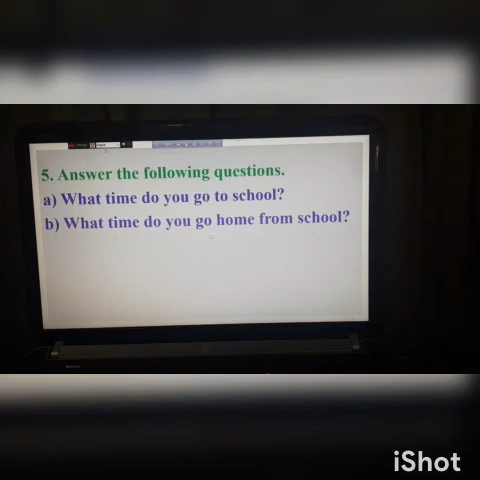 5. Answer the following questions.
a) What time do you go to school?
b) What time do you go home from school?
iShot